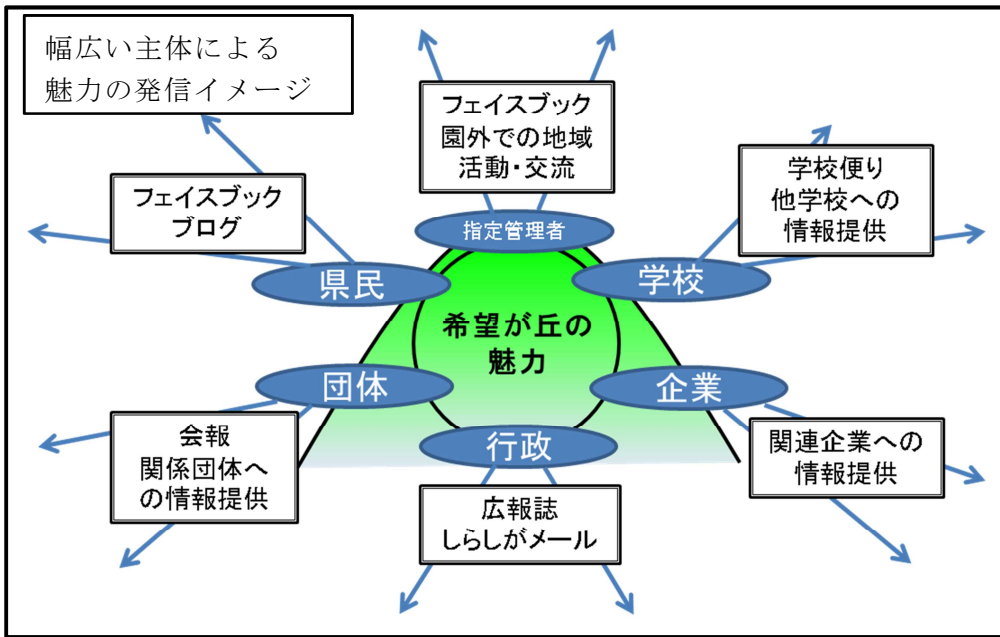 幅広い主体による
魅力の発信イメージ
フェイスブック
園外での地域
活動・交流
指定管理者
フェイスブック
ブログ
県民
学校便り
他学校への
情報提供
学校
希望が丘の
魅力
団体
会報
関係団体へ
の情報提供
企業
関連企業への
情報提供
行政
広報誌
しらしがメール